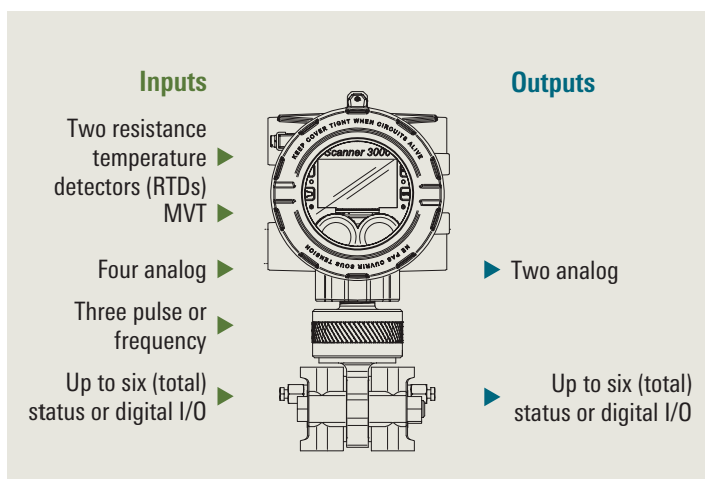 Inputs
Two resistance
temperature
detectors (RTDs)
MVT
Four analog
Three pulse or
frequency
Up to six (total)
status or digital I/O
KEEP COVER TIGHT WHEN CIRCUITS ALIVE
Scanner 3000
NE PAS OUVRIR SOUS TENSION
Outputs
Two analog
Up to six (total)
status or digital I/O